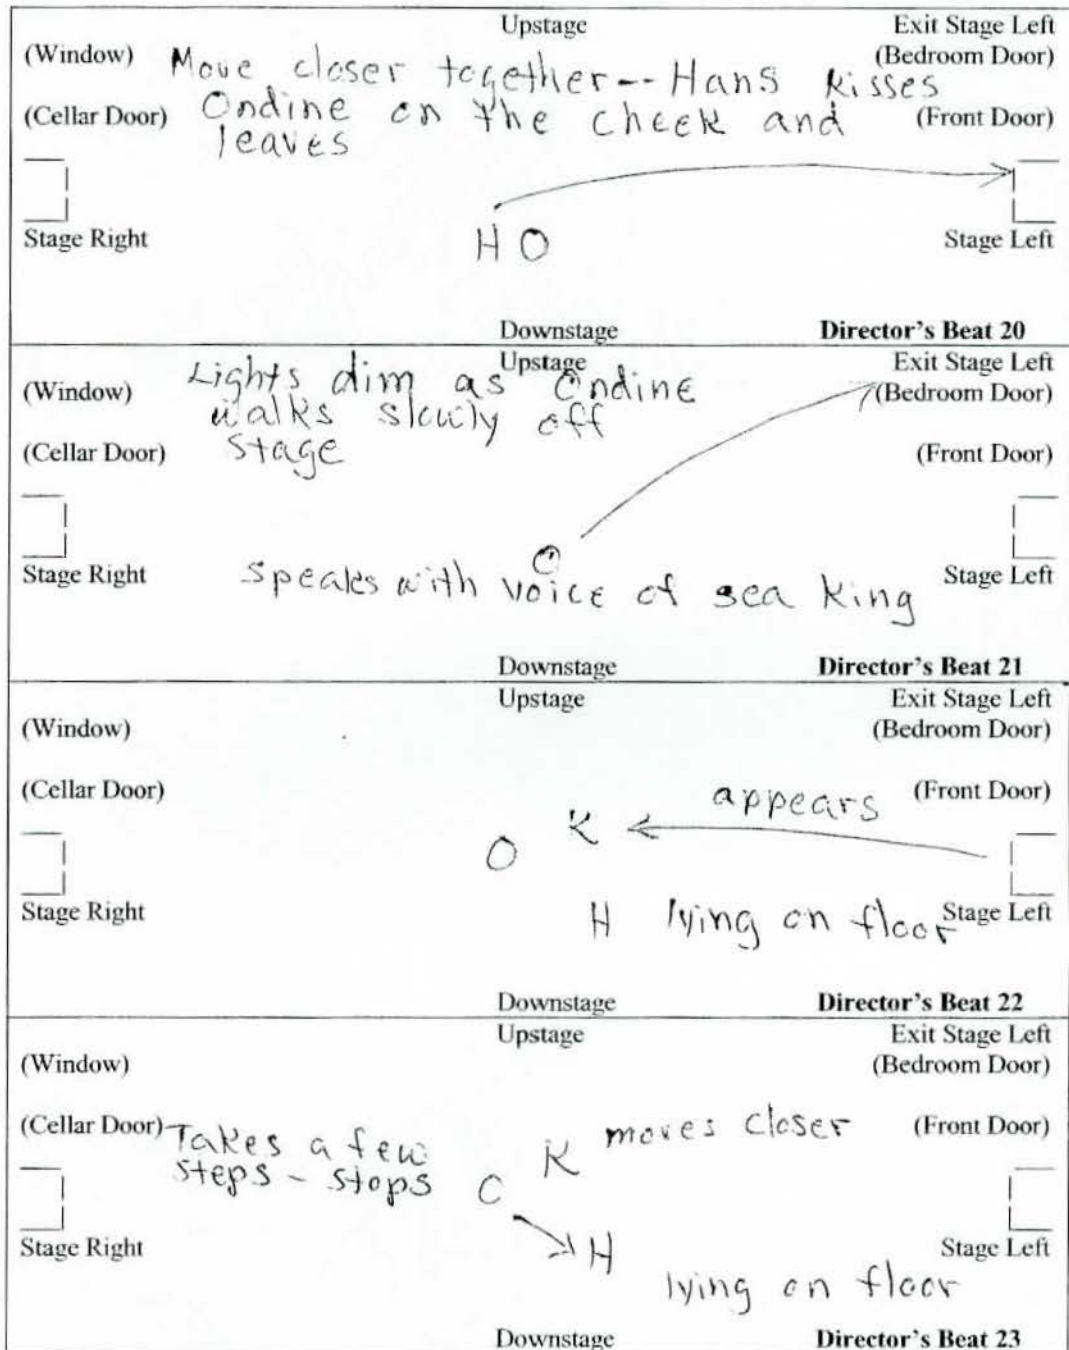 Upstage Exit Stage Left
(Window) (Bedroom Door)
Move closer together-- Hans kisses
(Cellar Door) Ondine on the cheek and (Front Door)
leaves
Stage Right H O Stage Left
Downstage Director's Beat 20
Upstage Exit Stage Left
Lights dim as Ondine
(Window) (Bedroom Door)
walks slowly off
(Cellar Door) stage (Front Door)
O
Stage Right Speaks with voice of sea King Stage Left
Downstage Director's Beat 21
Upstage Exit Stage Left
(Window) (Bedroom Door)
(Cellar Door) appears (Front Door)
O K
Stage Right H lying on floor Stage Left
Downstage Director's Beat 22
Upstage Exit Stage Left
(Window) (Bedroom Door)
(Cellar Door) Takes a few K moves closer (Front Door)
steps - stops O
Stage Right H Stage Left
lying on floor
Downstage Director's Beat 23